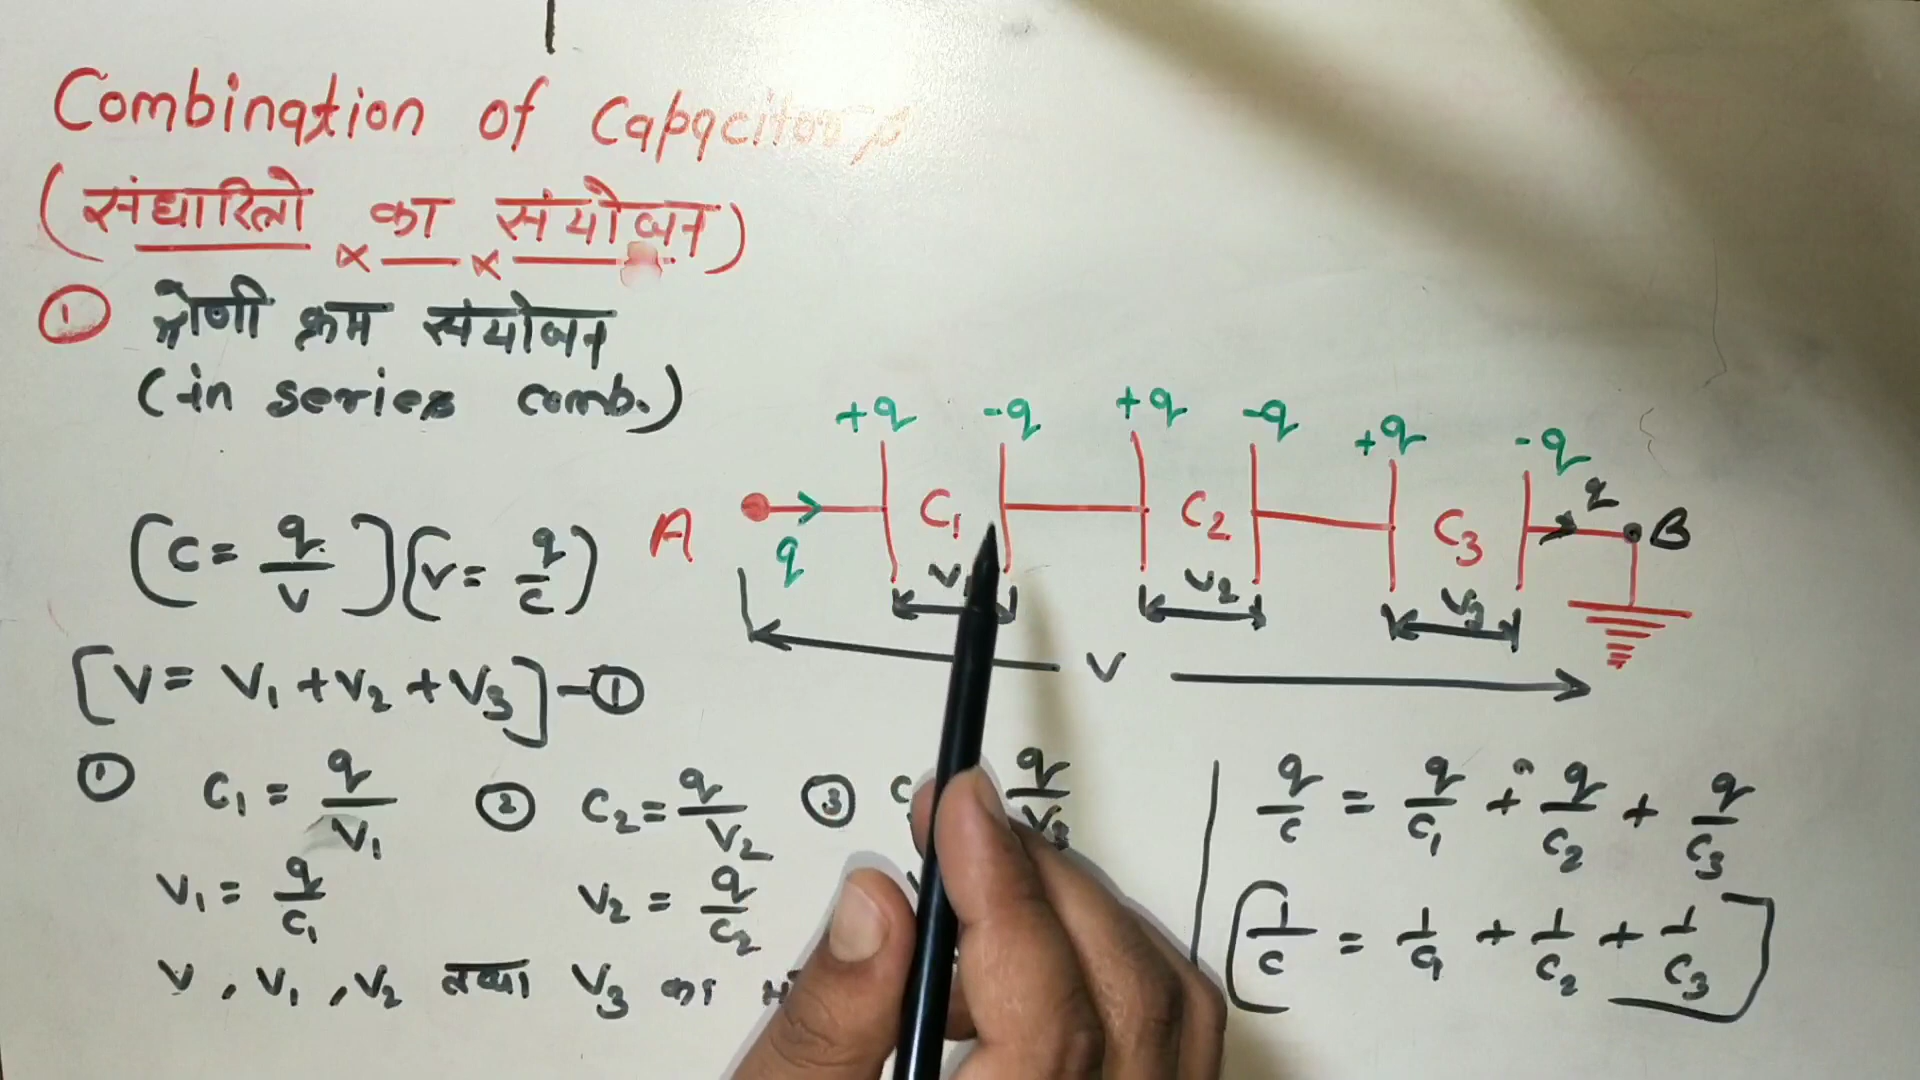 Combination of Capacitors
(संधारितो का संयोजन)
① श्रेणी क्रम संयोजन
(in series comb.)
+q -q +q -q +q -q
A q C1 C2 C3 q B
V1 V2 V3
V
[C = q/V] [V = q/C]
[V = V1 + V2 + V3] - ①
① C1 = q/V1 ② C2 = q/V2 ③ C q/V3
V1 = q/C1 V2 = q/C2
V, V1, V2 तथा V3 का
q/C = q/C1 + q/C2 + q/C3
[1/C = 1/C1 + 1/C2 + 1/C3]